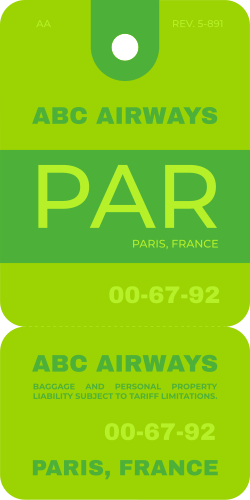 AA REV. S-891
ABC AIRWAYS
PAR
PARIS, FRANCE
00-67-92
ABC AIRWAYS
BAGGAGE AND PERSONAL PROPERTY
LIABILITY SUBJECT TO TARIFF LIMITATIONS.
00-67-92
PARIS, FRANCE